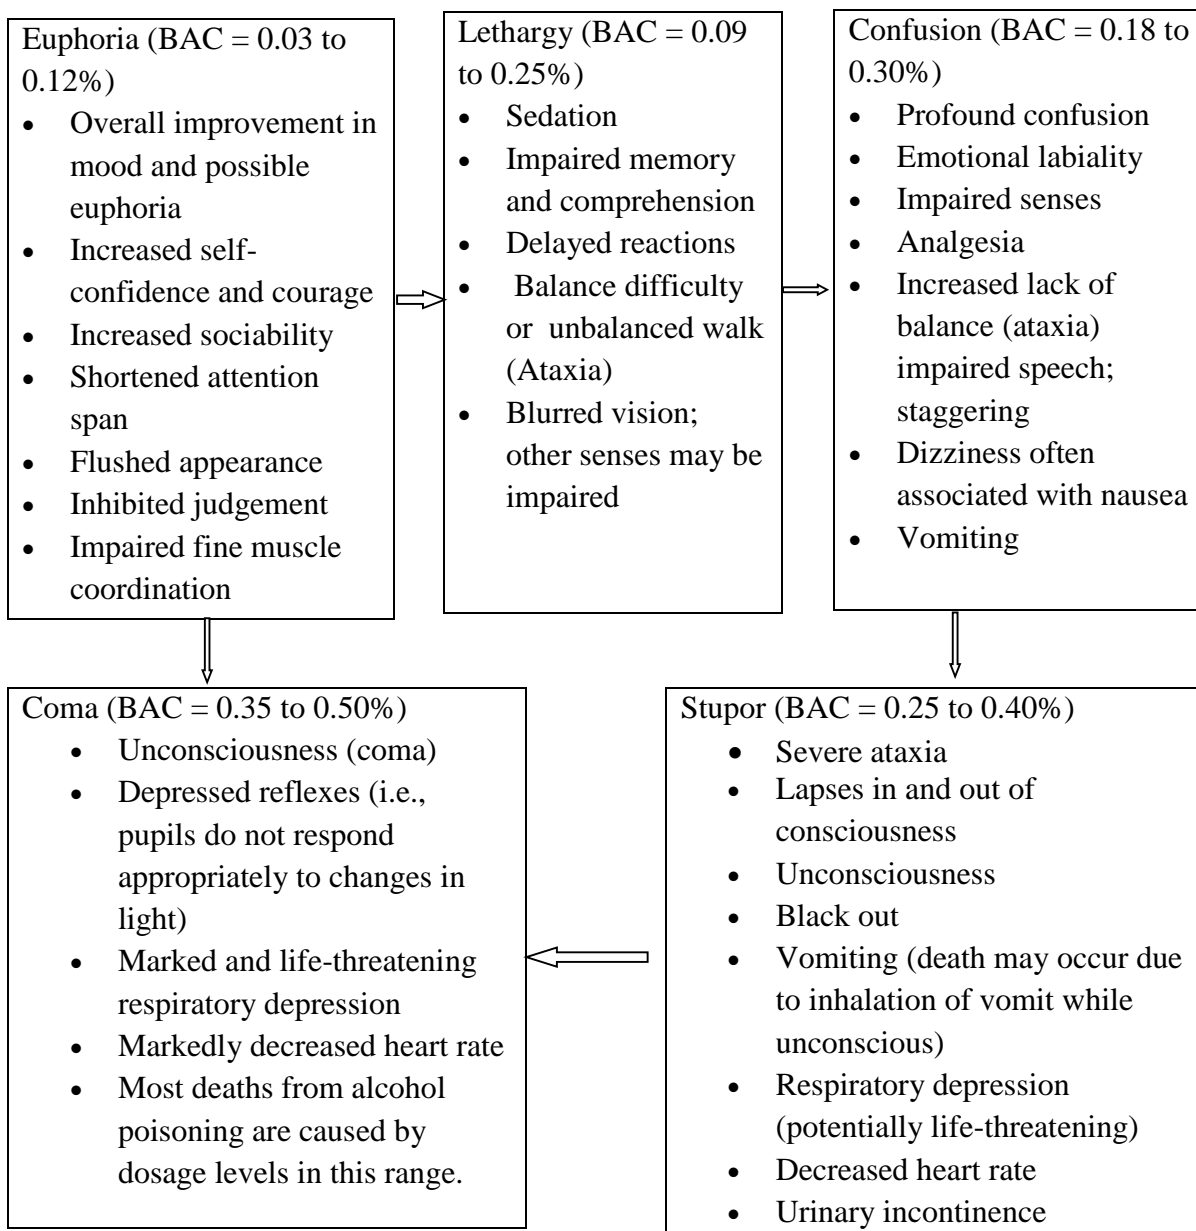 Euphoria (BAC = 0.03 to
0.12%)
• Overall improvement in
mood and possible
euphoria
• Increased self-
confidence and courage
• Increased sociability
• Shortened attention
span
• Flushed appearance
• Inhibited judgement
• Impaired fine muscle
coordination
Lethargy (BAC = 0.09
to 0.25%)
• Sedation
• Impaired memory
and comprehension
• Delayed reactions
• Balance difficulty
or unbalanced walk
(Ataxia)
• Blurred vision;
other senses may be
impaired
Confusion (BAC = 0.18 to
0.30%)
• Profound confusion
• Emotional labiality
• Impaired senses
• Analgesia
• Increased lack of
balance (ataxia)
impaired speech;
staggering
• Dizziness often
associated with nausea
• Vomiting
Coma (BAC = 0.35 to 0.50%)
• Unconsciousness (coma)
• Depressed reflexes (i.e.,
pupils do not respond
appropriately to changes in
light)
• Marked and life-threatening
respiratory depression
• Markedly decreased heart rate
• Most deaths from alcohol
poisoning are caused by
dosage levels in this range.
Stupor (BAC = 0.25 to 0.40%)
• Severe ataxia
• Lapses in and out of
consciousness
• Unconsciousness
• Black out
• Vomiting (death may occur due
to inhalation of vomit while
unconscious)
• Respiratory depression
(potentially life-threatening)
• Decreased heart rate
• Urinary incontinence